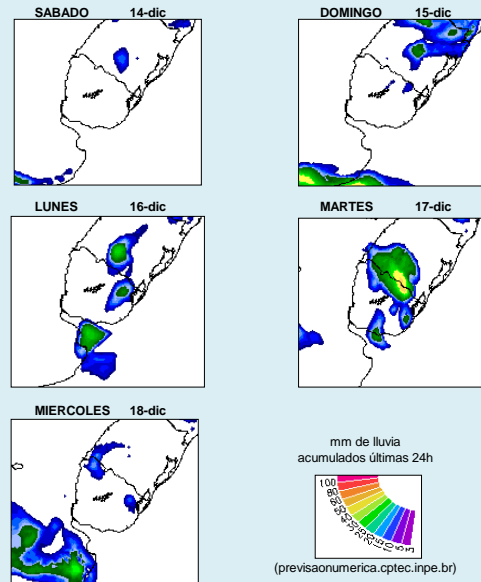 SABADO 14-dic
DOMINGO 15-dic
LUNES 16-dic
MARTES 17-dic
MIERCOLES 18-dic
mm de lluvia
acumulados últimas 24h
100
80
(previsaonumerica.cptec.inpe.br)